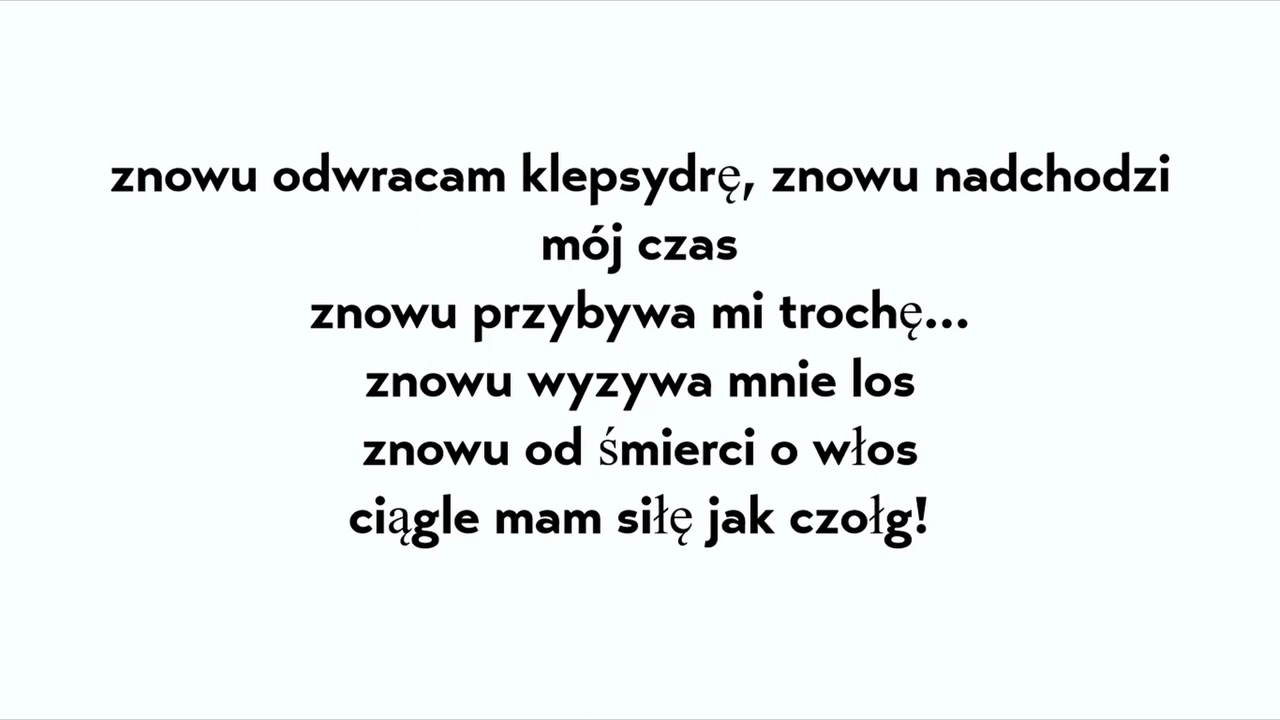 znowu odwracam klepsydrę, znowu nadchodzi
mój czas
znowu przybywa mi trochę...
znowu wyzywa mnie los
znowu od śmierci o włos
ciągle mam siłę jak czołg!